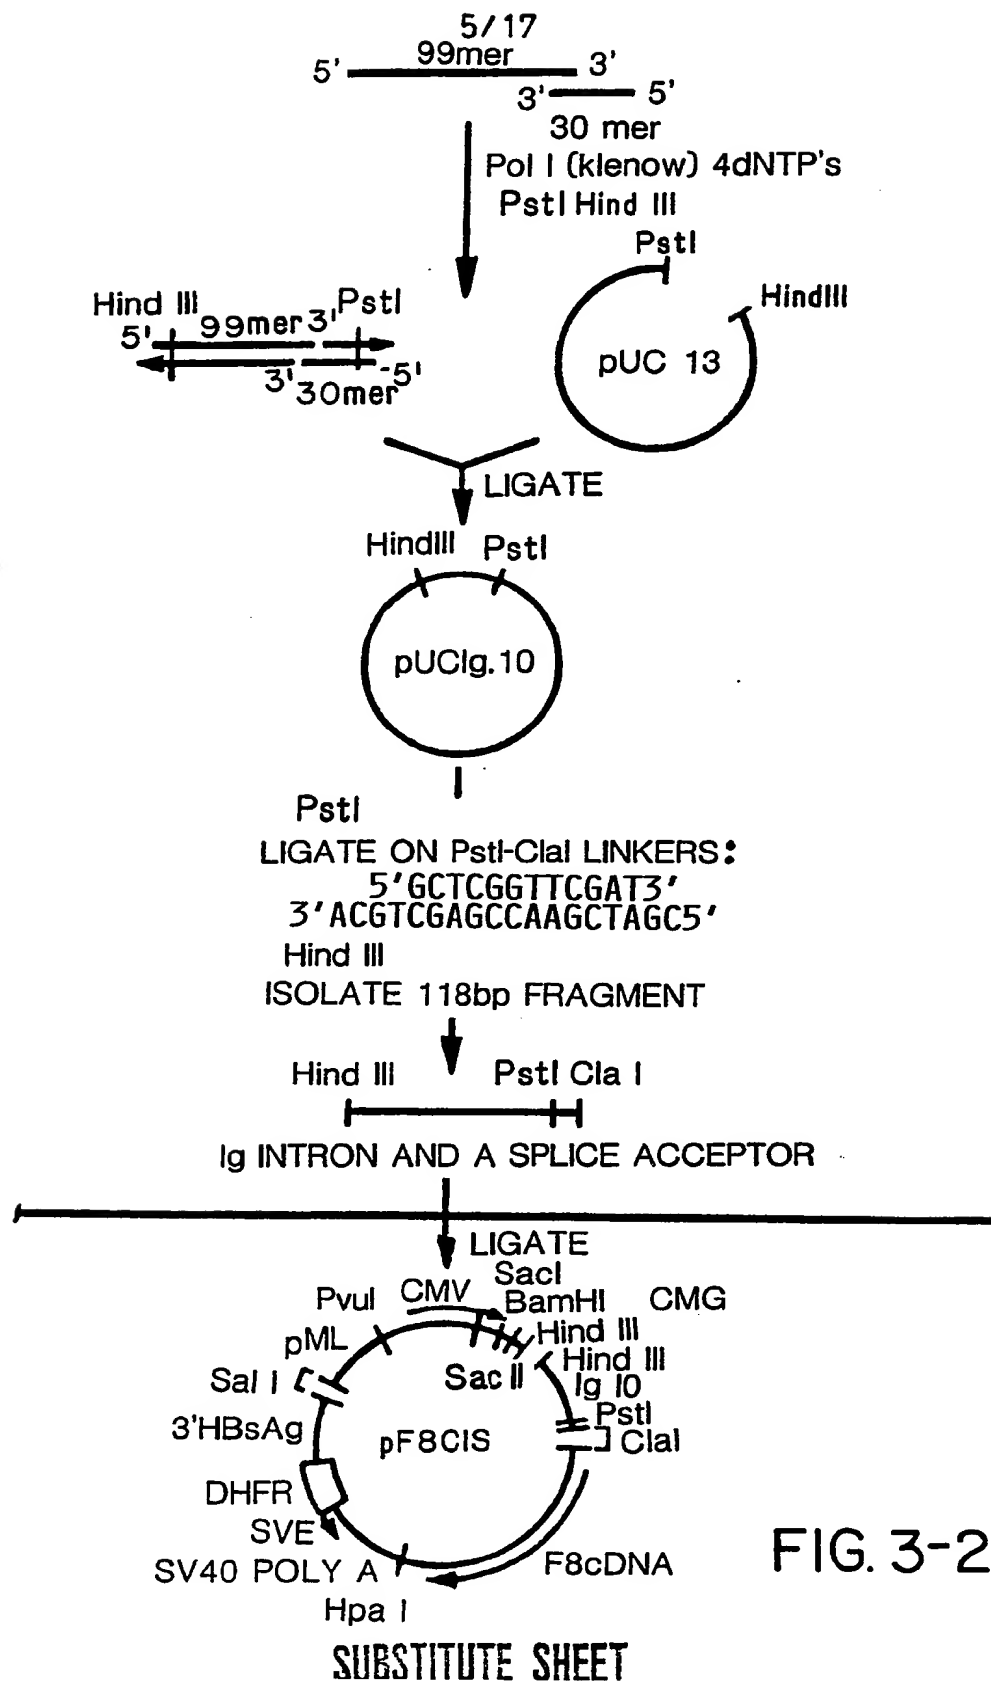 5/17
99mer
5' 3'
3' 5'
30 mer
Pol I (klenow) 4dNTP's
PstI Hind III
PstI
HindIII
pUC 13
Hind III PstI
5' 99mer 3'
3' 30mer -5'
LIGATE
HindIII PstI
pUCIg.10
PstI
LIGATE ON PstI-ClaI LINKERS:
5'GCTCGGTTCGAT3'
3'ACGTCGAGCCAAGCTAGC5'
Hind III
ISOLATE 118bp FRAGMENT
Hind III PstI Cla I
Ig INTRON AND A SPLICE ACCEPTOR
LIGATE
SacI
PvuI CMV BamHI CMG
pML Hind III
Sac II Hind III
Sal I Ig 10
PstI
3'HBsAg pF8CIS ClaI
DHFR
SVE
SV40 POLY A F8cDNA
Hpa I
FIG. 3-2
SUBSTITUTE SHEET